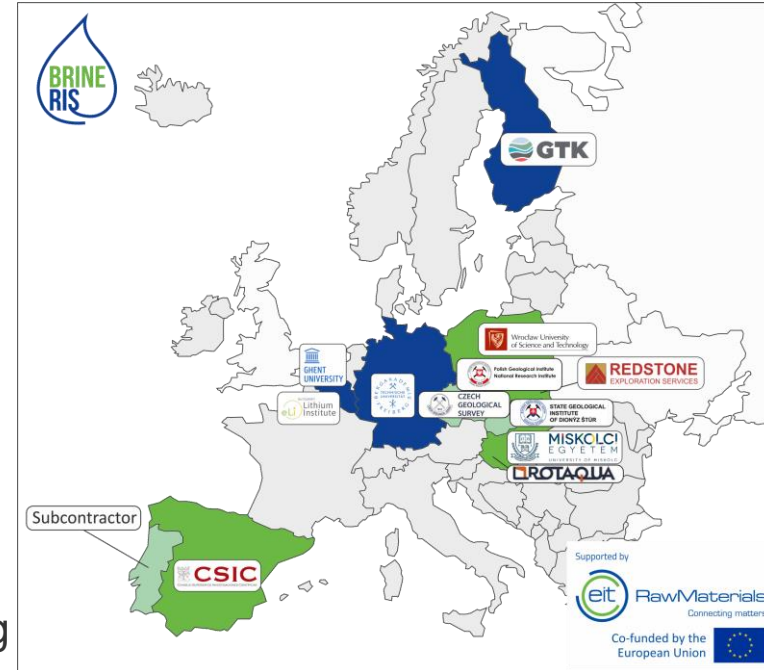 BRINE
RIS
GTK
Wrocław University
of Science and Technology
Polish Geological Institute
National Research Institute
REDSTONE
EXPLORATION SERVICES
GHENT
UNIVERSITY
Lithium
Institute
CZECH
GEOLOGICAL
SURVEY
STATE GEOLOGICAL
INSTITUTE
OF DIONÝZ ŠTÚR
MISKOLCI
EGYETEM
UNIVERSITY OF MISKOLC
ROTAQUA
Subcontractor
CSIC
g
Supported by
eit RawMaterials
Connecting matters
Co-funded by the
European Union